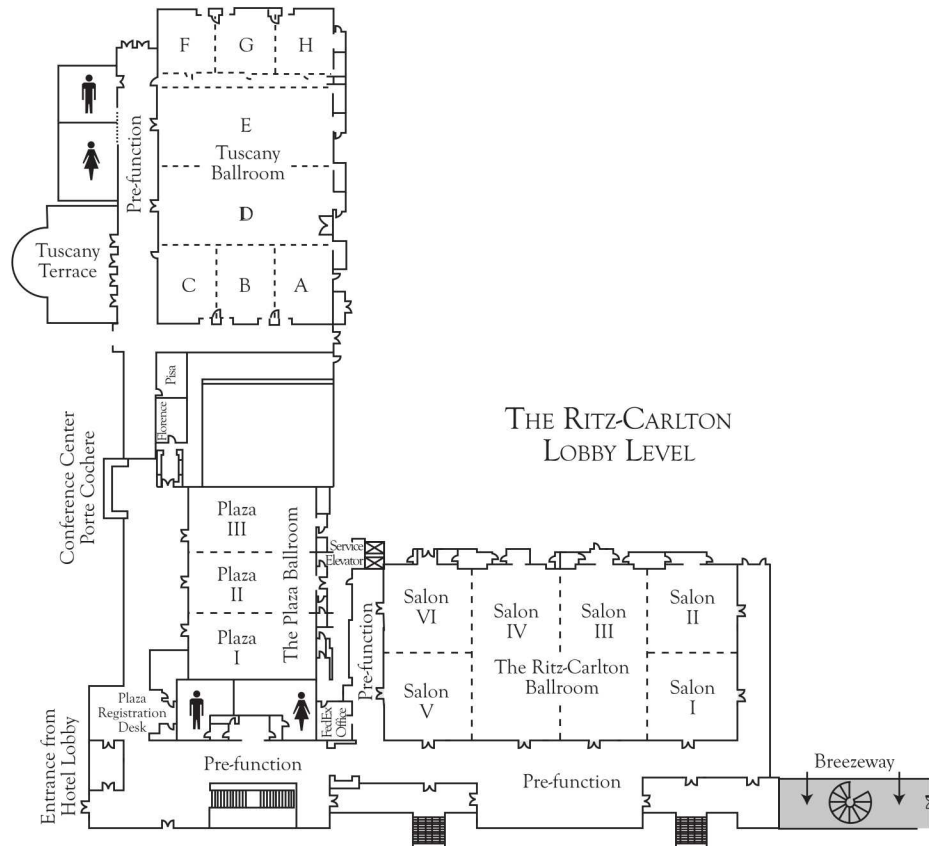 F
G
H
E
Tuscany
Ballroom
D
C
B
A
Pre-function
Tuscany
Terrace
Pisa
Florence
Conference Center
Porte Cochere
THE RITZ-CARLTON
LOBBY LEVEL
Plaza
III
Plaza
II
Plaza
I
The Plaza Ballroom
Service
Elevator
Pre-function
Salon
VI
Salon
IV
Salon
III
Salon
II
Salon
V
The Ritz-Carlton
Ballroom
Salon
I
Plaza
Registration
Desk
FedEx
Office
Entrance from
Hotel Lobby
Pre-function
Pre-function
Breezeway